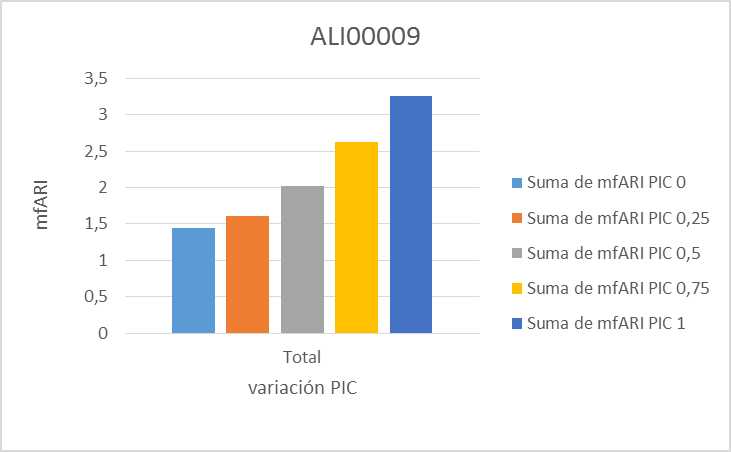 ALI00009
3,5
3
2,5
2
1,5
1
0,5
0
mfARI
Total
variación PIC
Suma de mfARI PIC 0
Suma de mfARI PIC 0,25
Suma de mfARI PIC 0,5
Suma de mfARI PIC 0,75
Suma de mfARI PIC 1